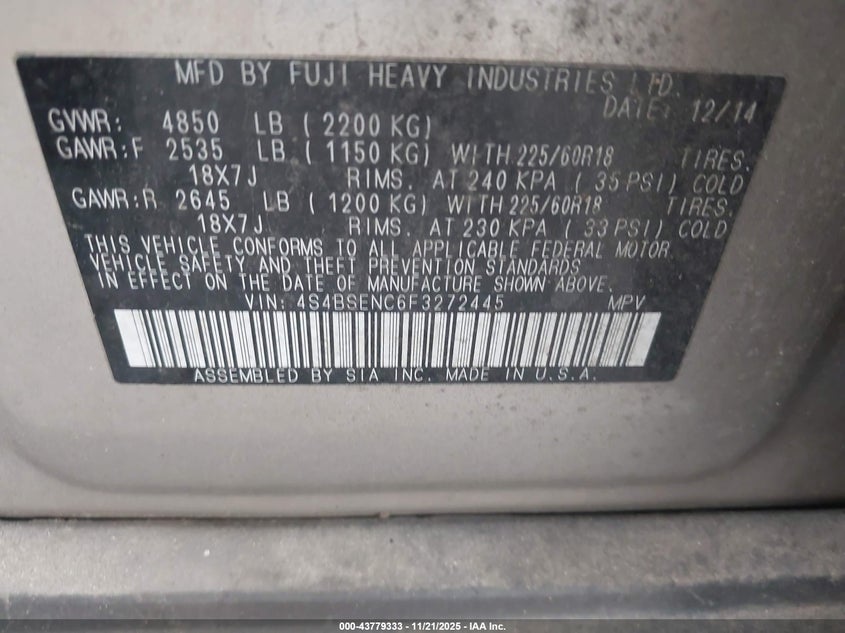 MFD BY FUJI HEAVY INDUSTRIES LTD.
DATE: 12/14
GVWR: 4850 LB ( 2200 KG)
GAWR:F 2535 LB ( 1150 KG) WITH 225/60R18 TIRES.
18X7J RIMS. AT 240 KPA ( 35 PSI) COLD
GAWR:R 2645 LB ( 1200 KG) WITH 225/60R18 TIRES.
18X7J RIMS. AT 230 KPA ( 33 PSI) COLD
THIS VEHICLE CONFORMS TO ALL APPLICABLE FEDERAL MOTOR
VEHICLE SAFETY AND THEFT PREVENTION STANDARDS
IN EFFECT ON THE DATE OF MANUFACTURE SHOWN ABOVE.
VIN: 4S4BSENC6F3272445 MPV
ASSEMBLED BY SIA INC. MADE IN U.S.A.
000-43779333 - 11/21/2025 - IAA Inc.